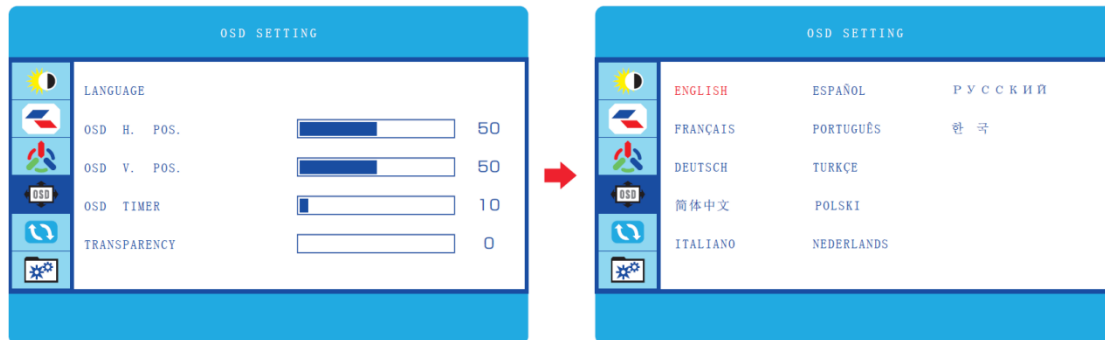 OSD SETTING
LANGUAGE
OSD H. POS. 50
OSD V. POS. 50
OSD TIMER 10
TRANSPARENCY 0
OSD
OSD SETTING
ENGLISH ESPAÑOL РУССКИЙ
FRANÇAIS PORTUGUÊS 한 국
DEUTSCH TURKÇE
简体中文 POLSKI
ITALIANO NEDERLANDS
OSD